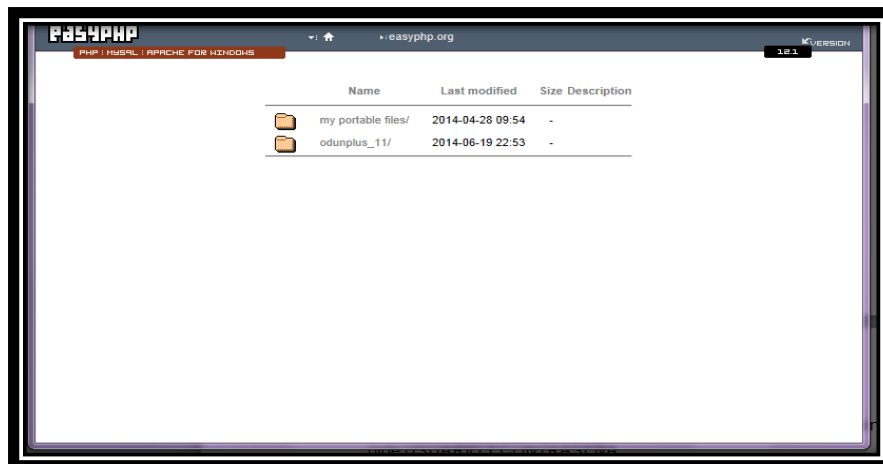 easyPHP
▾: ▸:easyphp.org
VERSION
PHP : MYSQL : APACHE FOR WINDOWS
12.1
Name Last modified Size Description
my portable files/ 2014-04-28 09:54 -
odunplus_11/ 2014-06-19 22:53 -